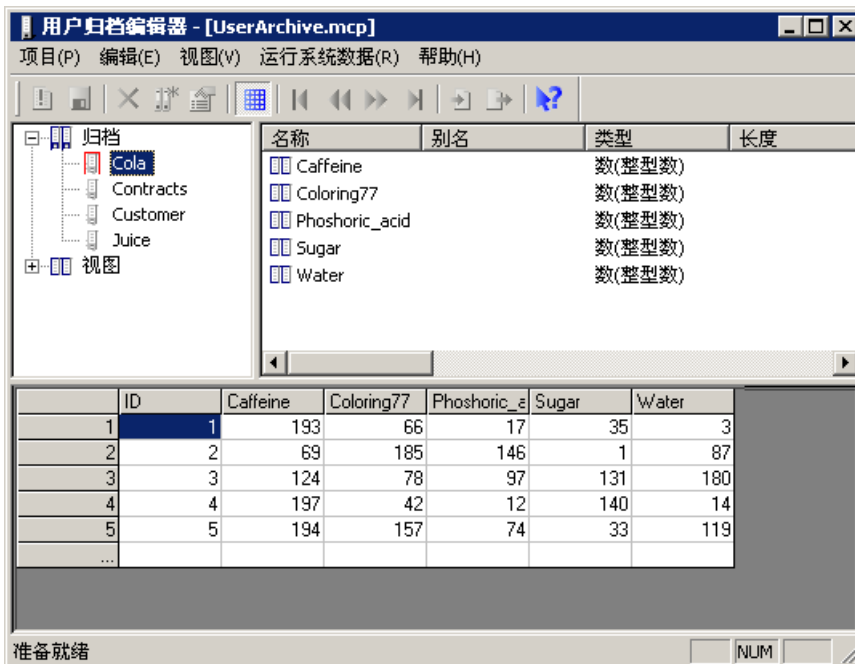 用户归档编辑器 - [UserArchive.mcp]
项目(P) 编辑(E) 视图(V) 运行系统数据(R) 帮助(H)
归档
Cola
Contracts
Customer
Juice
视图
名称 别名 类型 长度
Caffeine 数(整型数)
Coloring77 数(整型数)
Phoshoric_acid 数(整型数)
Sugar 数(整型数)
Water 数(整型数)
ID Caffeine Coloring77 Phoshoric_a Sugar Water
1 1 193 66 17 35 3
2 2 69 185 146 1 87
3 3 124 78 97 131 180
4 4 197 42 12 140 14
5 5 194 157 74 33 119
...
准备就绪 NUM